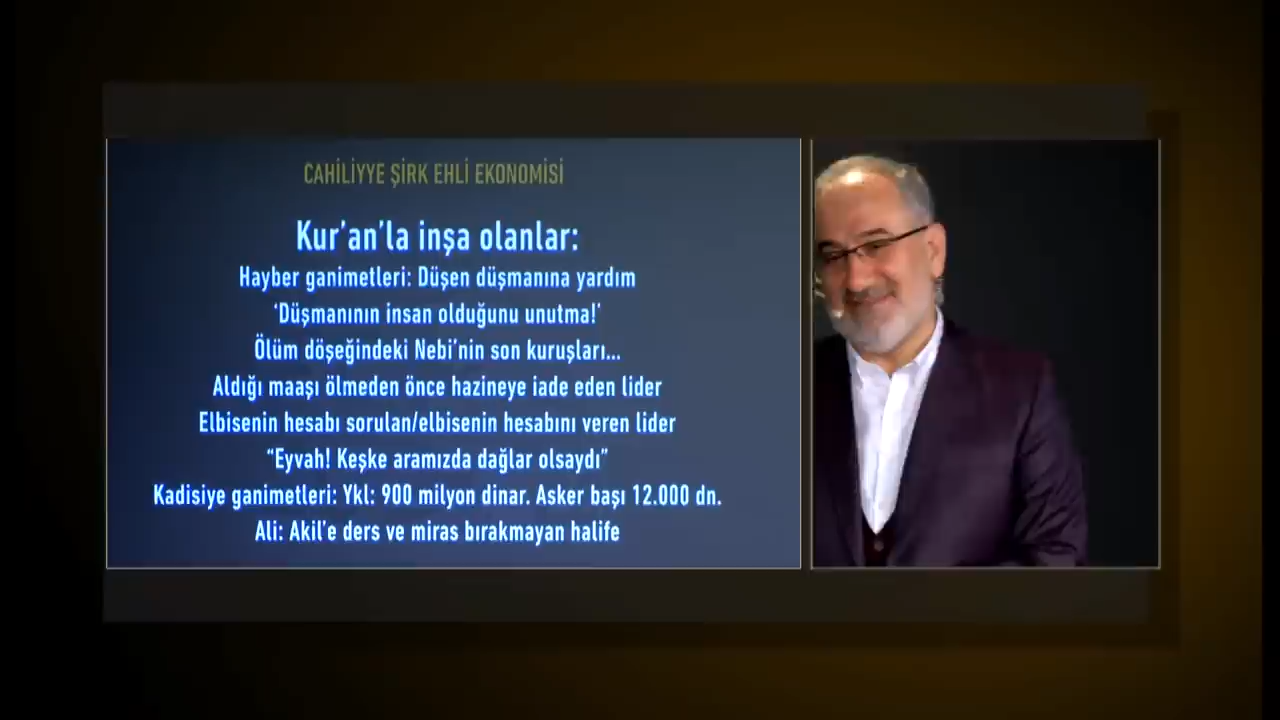 CAHİLİYYE ŞİRK EHLİ EKONOMİSİ
Kur’an’la inşa olanlar:
Hayber ganimetleri: Düşen düşmanına yardım
‘Düşmanının insan olduğunu unutma!’
Ölüm döşeğindeki Nebi’nin son kuruşları...
Aldığı maaşı ölmeden önce hazineye iade eden lider
Elbisenin hesabı sorulan/elbisenin hesabını veren lider
“Eyvah! Keşke aramızda dağlar olsaydı”
Kadisiye ganimetleri: Ykl: 900 milyon dinar. Asker başı 12.000 dn.
Ali: Akil’e ders ve miras bırakmayan halife